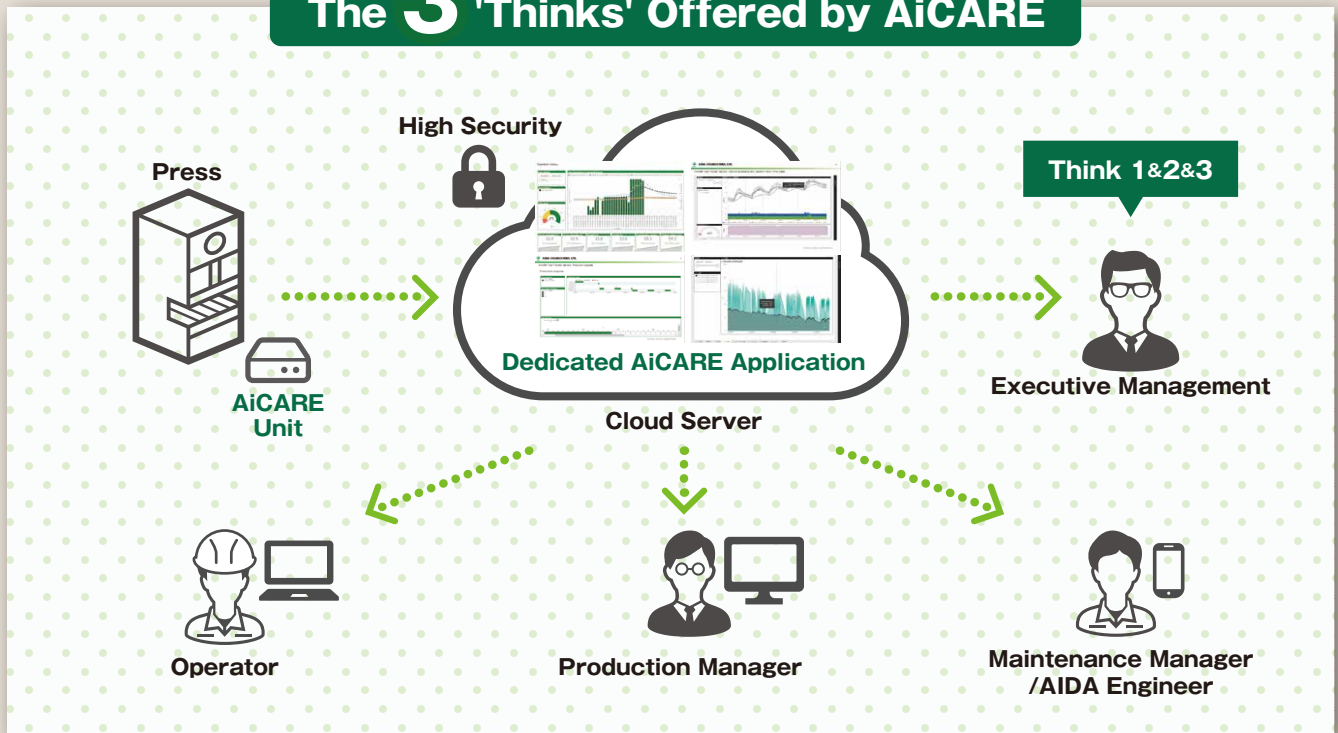 The 3 'Thinks' Offered by AiCARE
High Security
Press
Think 1&2&3
Dedicated AiCARE Application
AiCARE
Unit
Executive Management
Cloud Server
Operator
Production Manager
Maintenance Manager
/AIDA Engineer